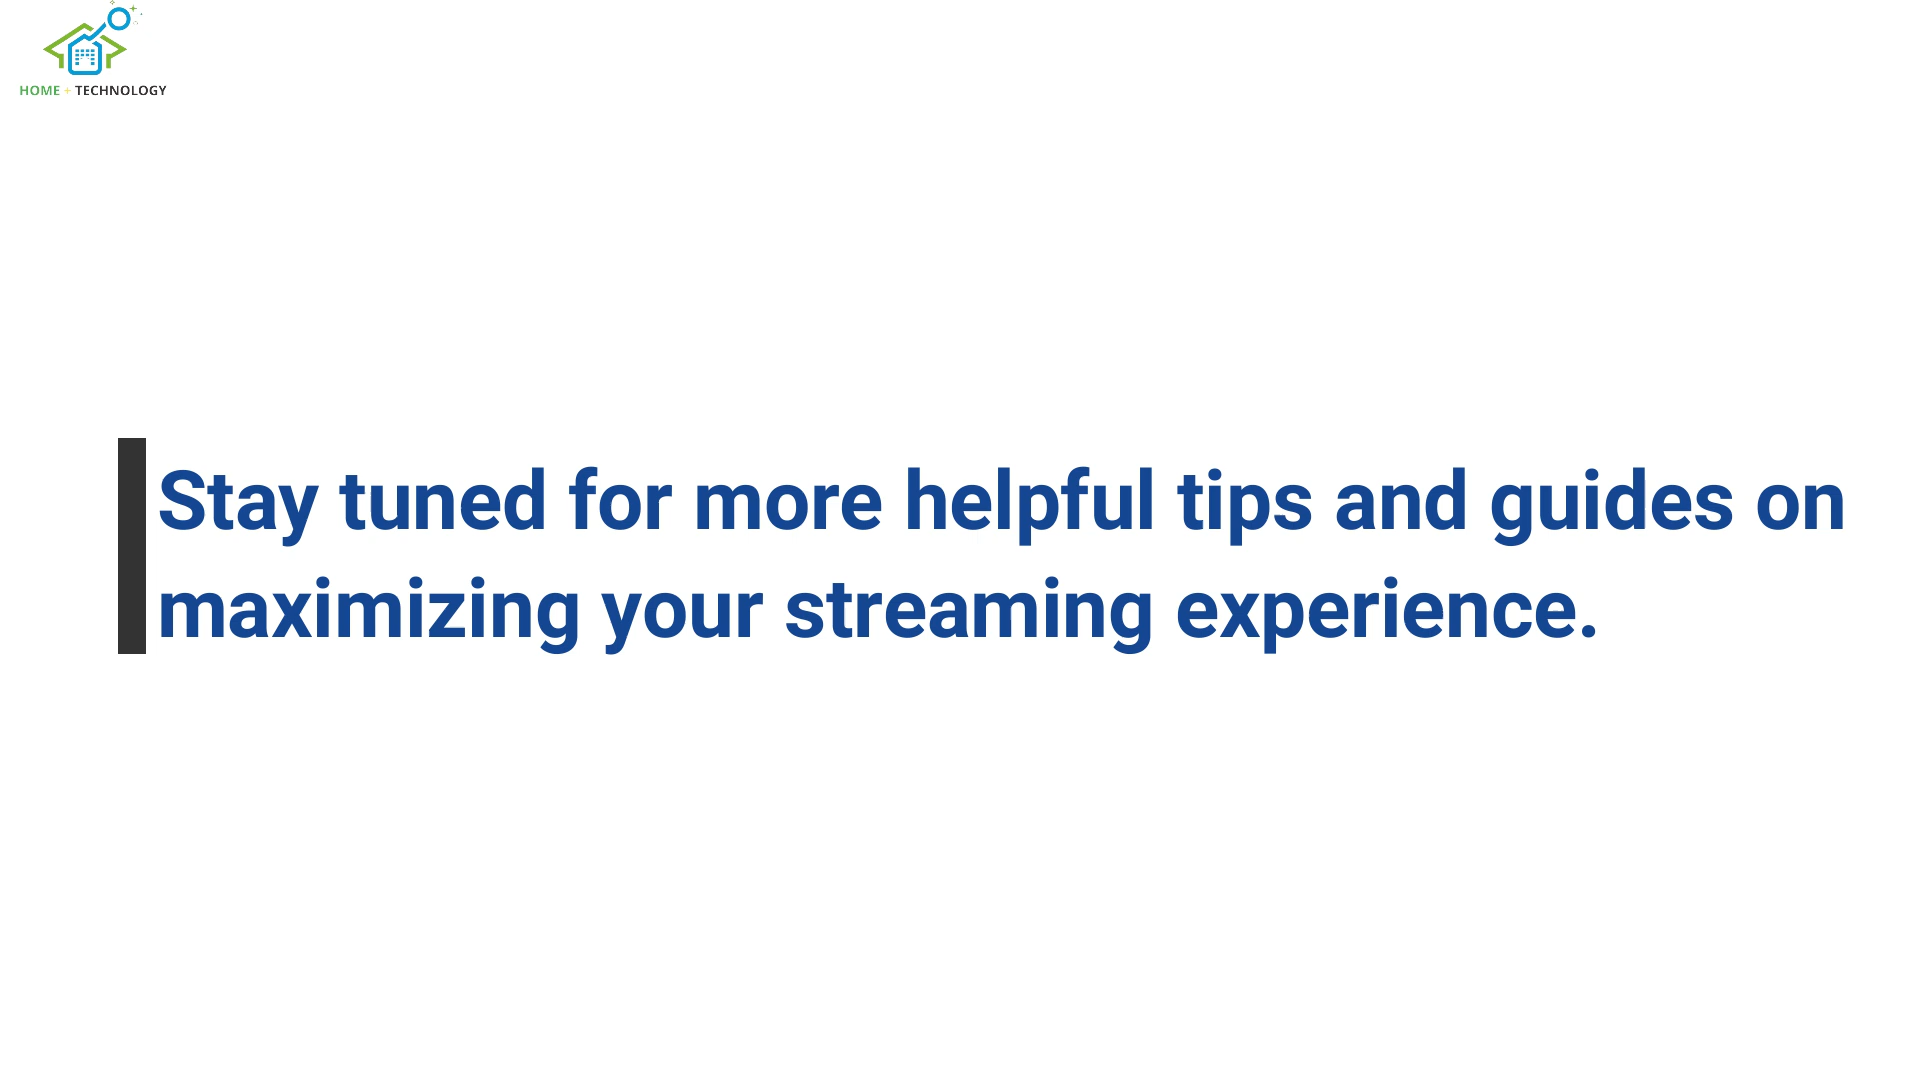 HOME + TECHNOLOGY
Stay tuned for more helpful tips and guides on
maximizing your streaming experience.